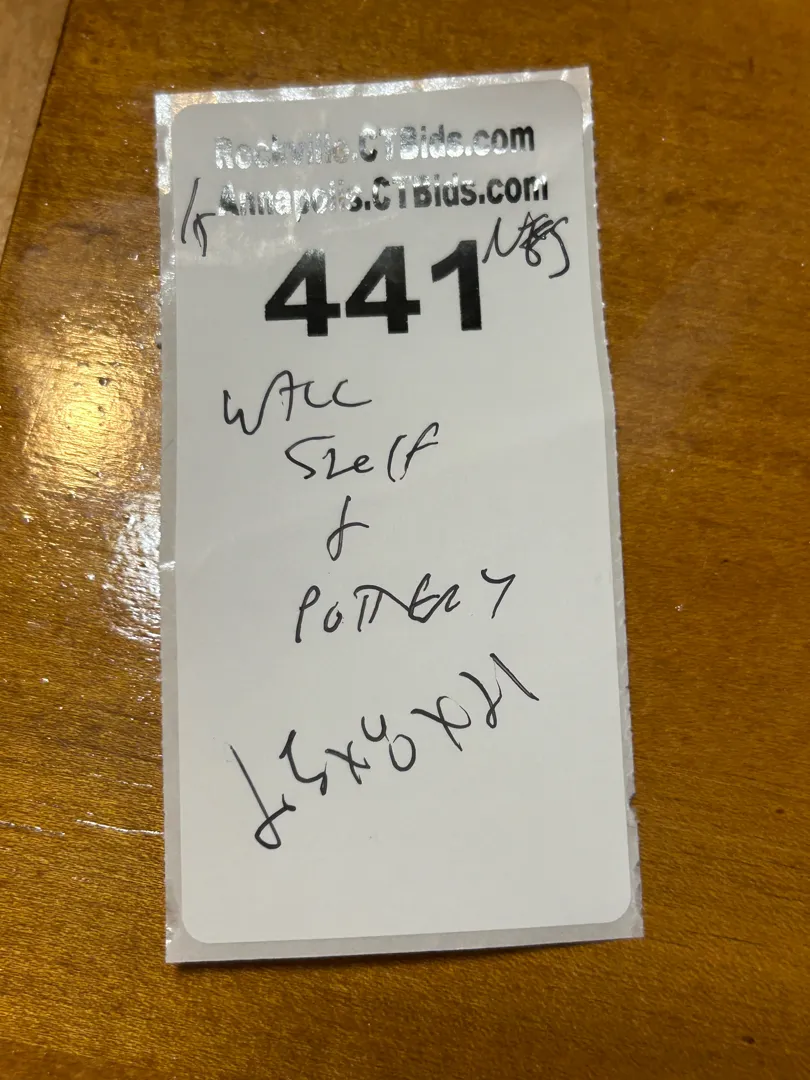 Rockville.CTBids.com
Annapolis.CTBids.com
441
WALL
Shelf
&
POTTERY